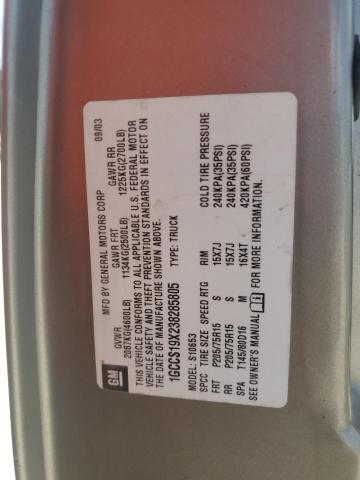 GM
MFD BY GENERAL MOTORS CORP 09/03
GVWR GAWR FRT GAWR RR
2087KG(4600LB) 1134KG(2500LB) 1225KG(2700LB)
THIS VEHICLE CONFORMS TO ALL APPLICABLE U.S. FEDERAL MOTOR
VEHICLE SAFETY AND THEFT PREVENTION STANDARDS IN EFFECT ON
THE DATE OF MANUFACTURE SHOWN ABOVE.
1GCCS19X238285805 TYPE: TRUCK
MODEL: S10653
SPCC TIRE SIZE SPEED RTG RIM COLD TIRE PRESSURE
FRT P205/75R15 S 15X7J 240KPA(35PSI)
RR P205/75R15 S 15X7J 240KPA(35PSI)
SPA T145/80D16 M 16X4T 420KPA(60PSI)
SEE OWNER'S MANUAL FOR MORE INFORMATION.